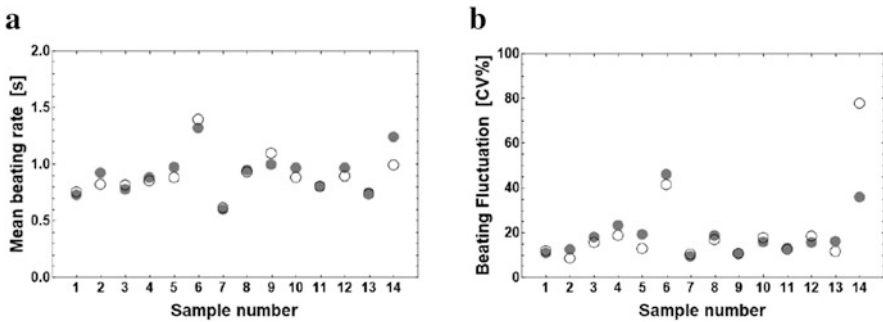 a
2.0
1.5
1.0
0.5
0.0
Mean beating rate [s]
1 2 3 4 5 6 7 8 9 10 11 12 13 14
Sample number
b
100
80
60
40
20
0
Beating Fluctuation [CV%]
1 2 3 4 5 6 7 8 9 10 11 12 13 14
Sample number